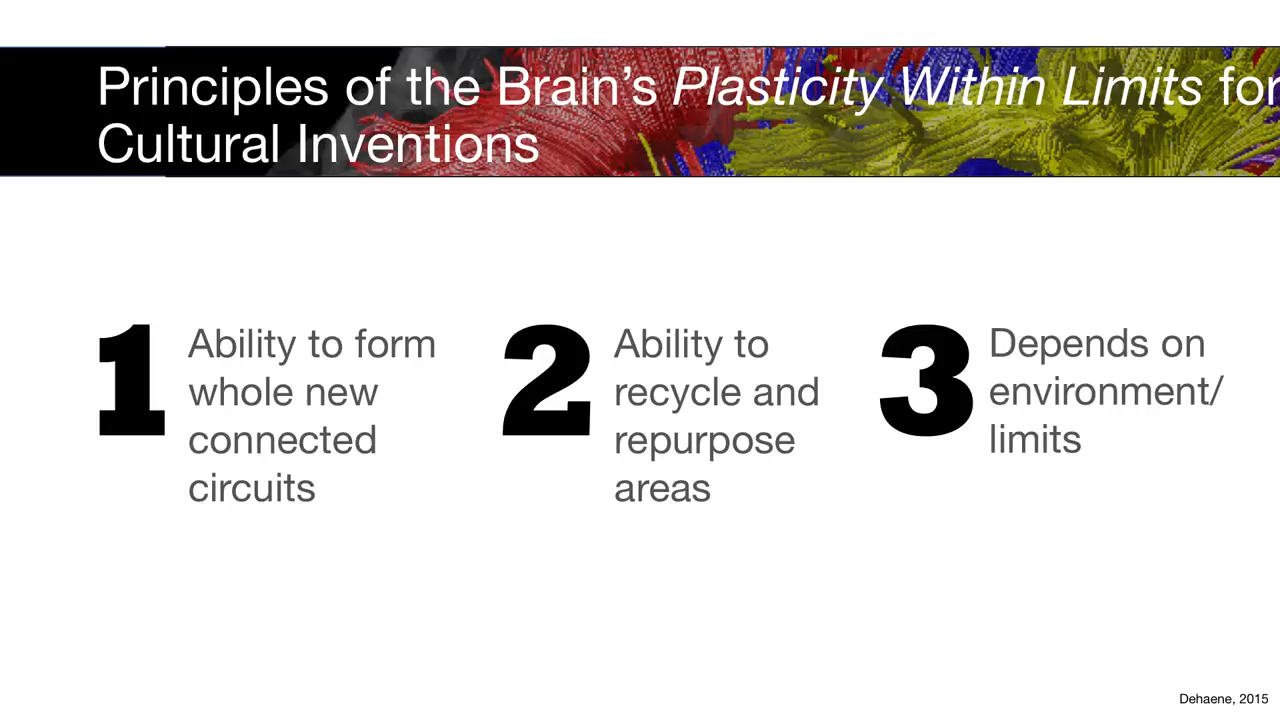 Principles of the Brain’s Plasticity Within Limits for
Cultural Inventions
1
Ability to form
whole new
connected
circuits
2
Ability to
recycle and
repurpose
areas
3
Depends on
environment/
limits
Dehaene, 2015